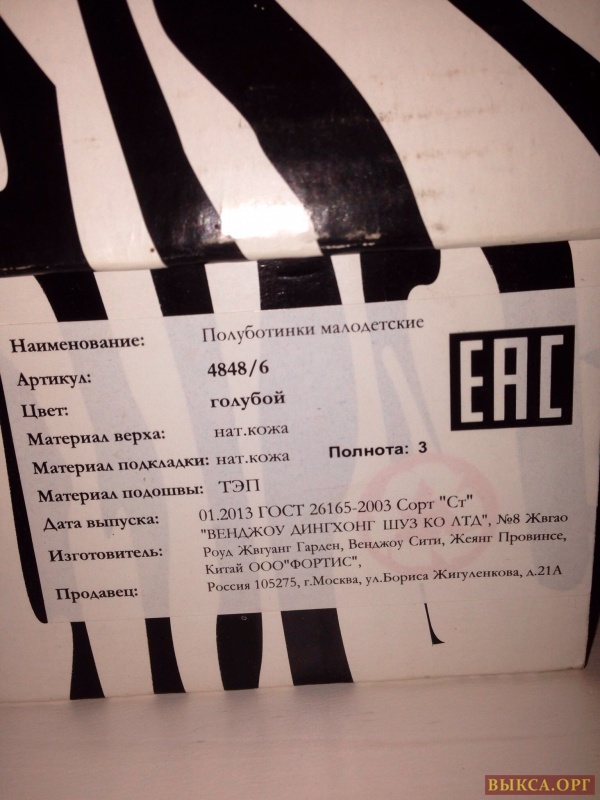 Наименование: Полуботинки малодетские
Артикул: 4848/6
Цвет: голубой
Материал верха: нат.кожа
Материал подкладки: нат.кожа Полнота: 3
Материал подошвы: ТЭП
Дата выпуска: 01.2013 ГОСТ 26165-2003 Сорт "Ст"
Изготовитель: "ВЕНДЖОУ ДИНГХОНГ ШУЗ КО ЛТД", №8 Жвгао
Роуд Жвгуанг Гарден, Венджоу Сити, Жеянг Провинсе,
Китай ООО"ФОРТИС",
Продавец: Россия 105275, г.Москва, ул.Бориса Жигуленкова, д.21А
ЕАС
ВЫКСА.ОРГ